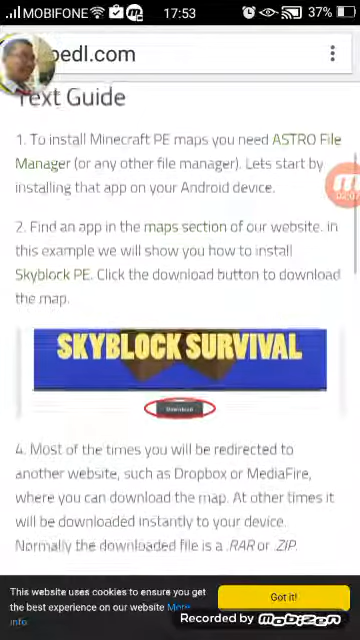 MOBIFONE 17:53 37%
pedl.com
Text Guide
1. To install Minecraft PE maps you need ASTRO File
Manager (or any other file manager). Lets start by
installing that app on your Android device.
2. Find an app in the maps section of our website. In
this example we will show you how to install
Skyblock PE. Click the download button to download
the map.
SKYBLOCK SURVIVAL
Download
4. Most of the times you will be redirected to
another website, such as Dropbox or MediaFire,
where you can download the map. At other times it
will be downloaded instantly to your device.
Normally the downloaded file is a .RAR or .ZIP.
This website uses cookies to ensure you get
the best experience on our website More
info
Got it!
Recorded by mobizen